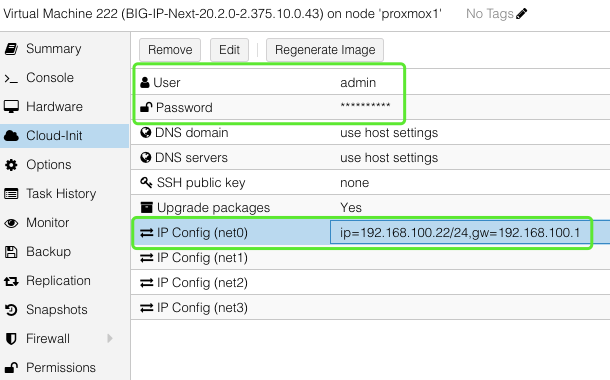 Virtual Machine 222 (BIG-IP-Next-20.2.0-2.375.10.0.43) on node 'proxmox1' No Tags
Summary
Console
Hardware
Cloud-Init
Options
Task History
Monitor
Backup
Replication
Snapshots
Firewall
Permissions
Remove Edit Regenerate Image
User admin
Password **********
DNS domain use host settings
DNS servers use host settings
SSH public key none
Upgrade packages Yes
IP Config (net0) ip=192.168.100.22/24,gw=192.168.100.1
IP Config (net1)
IP Config (net2)
IP Config (net3)